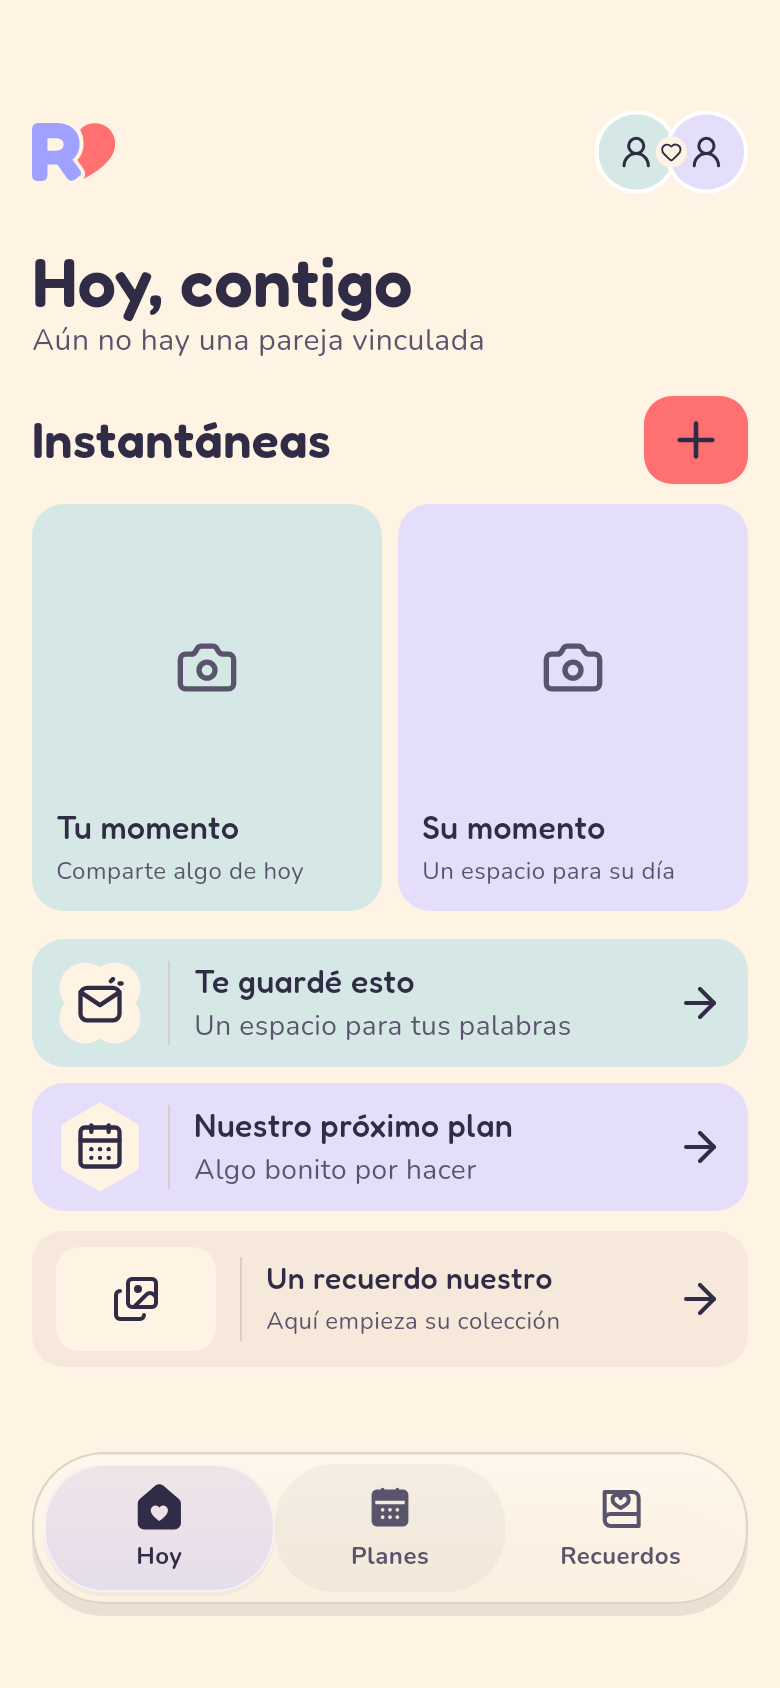 R
Hoy, contigo
Aún no hay una pareja vinculada
Instantáneas
Tu momento
Comparte algo de hoy
Su momento
Un espacio para su día
Te guardé esto
Un espacio para tus palabras
Nuestro próximo plan
Algo bonito por hacer
Un recuerdo nuestro
Aquí empieza su colección
Hoy
Planes
Recuerdos